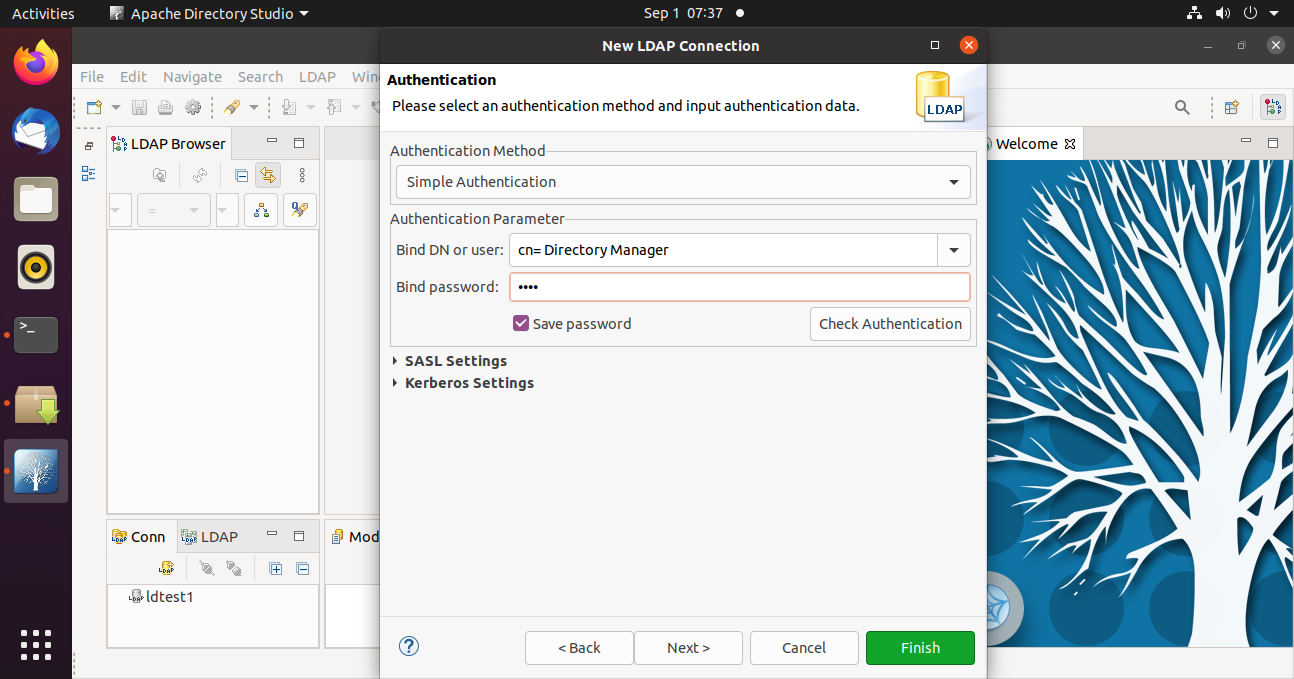 Activities Apache Directory Studio Sep 1 07:37
New LDAP Connection
File Edit Navigate Search LDAP
Authentication
Please select an authentication method and input authentication data.
LDAP
LDAP Browser
Welcome
Authentication Method
Simple Authentication
=
Authentication Parameter
Bind DN or user: cn= Directory Manager
Bind password: ••••
Save password
Check Authentication
SASL Settings
Kerberos Settings
Conn LDAP
ldtest1
< Back Next > Cancel Finish